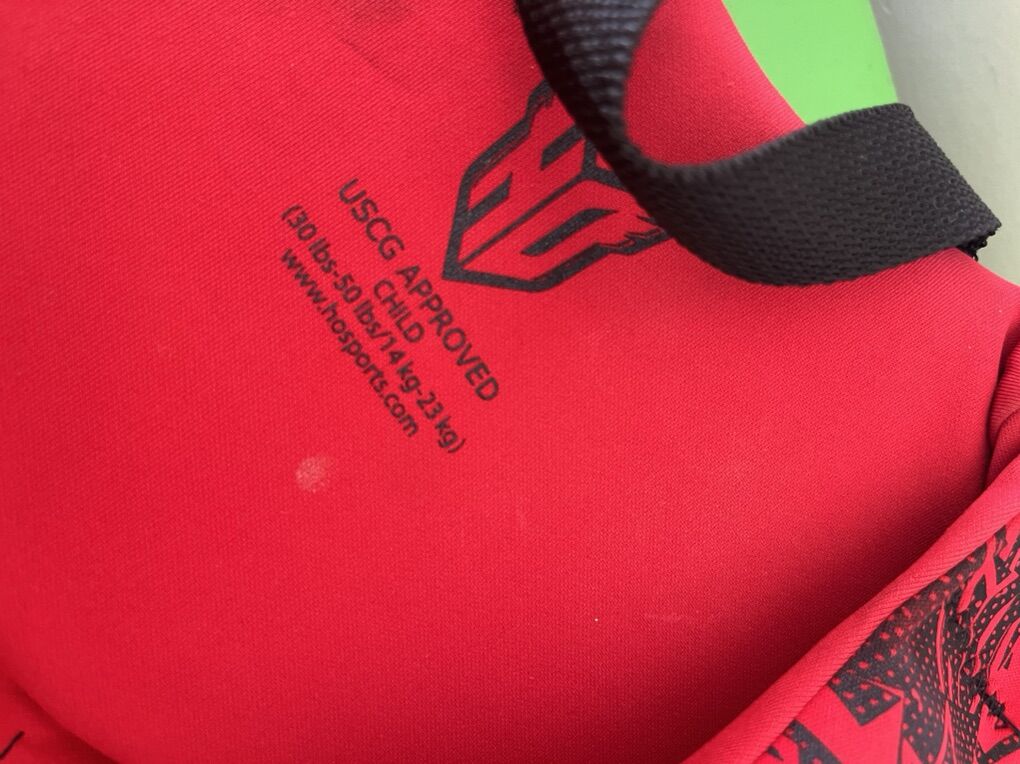 USCG APPROVED
CHILD
(30 lbs-50 lbs/14 kg-23 kg)
www.hosports.com